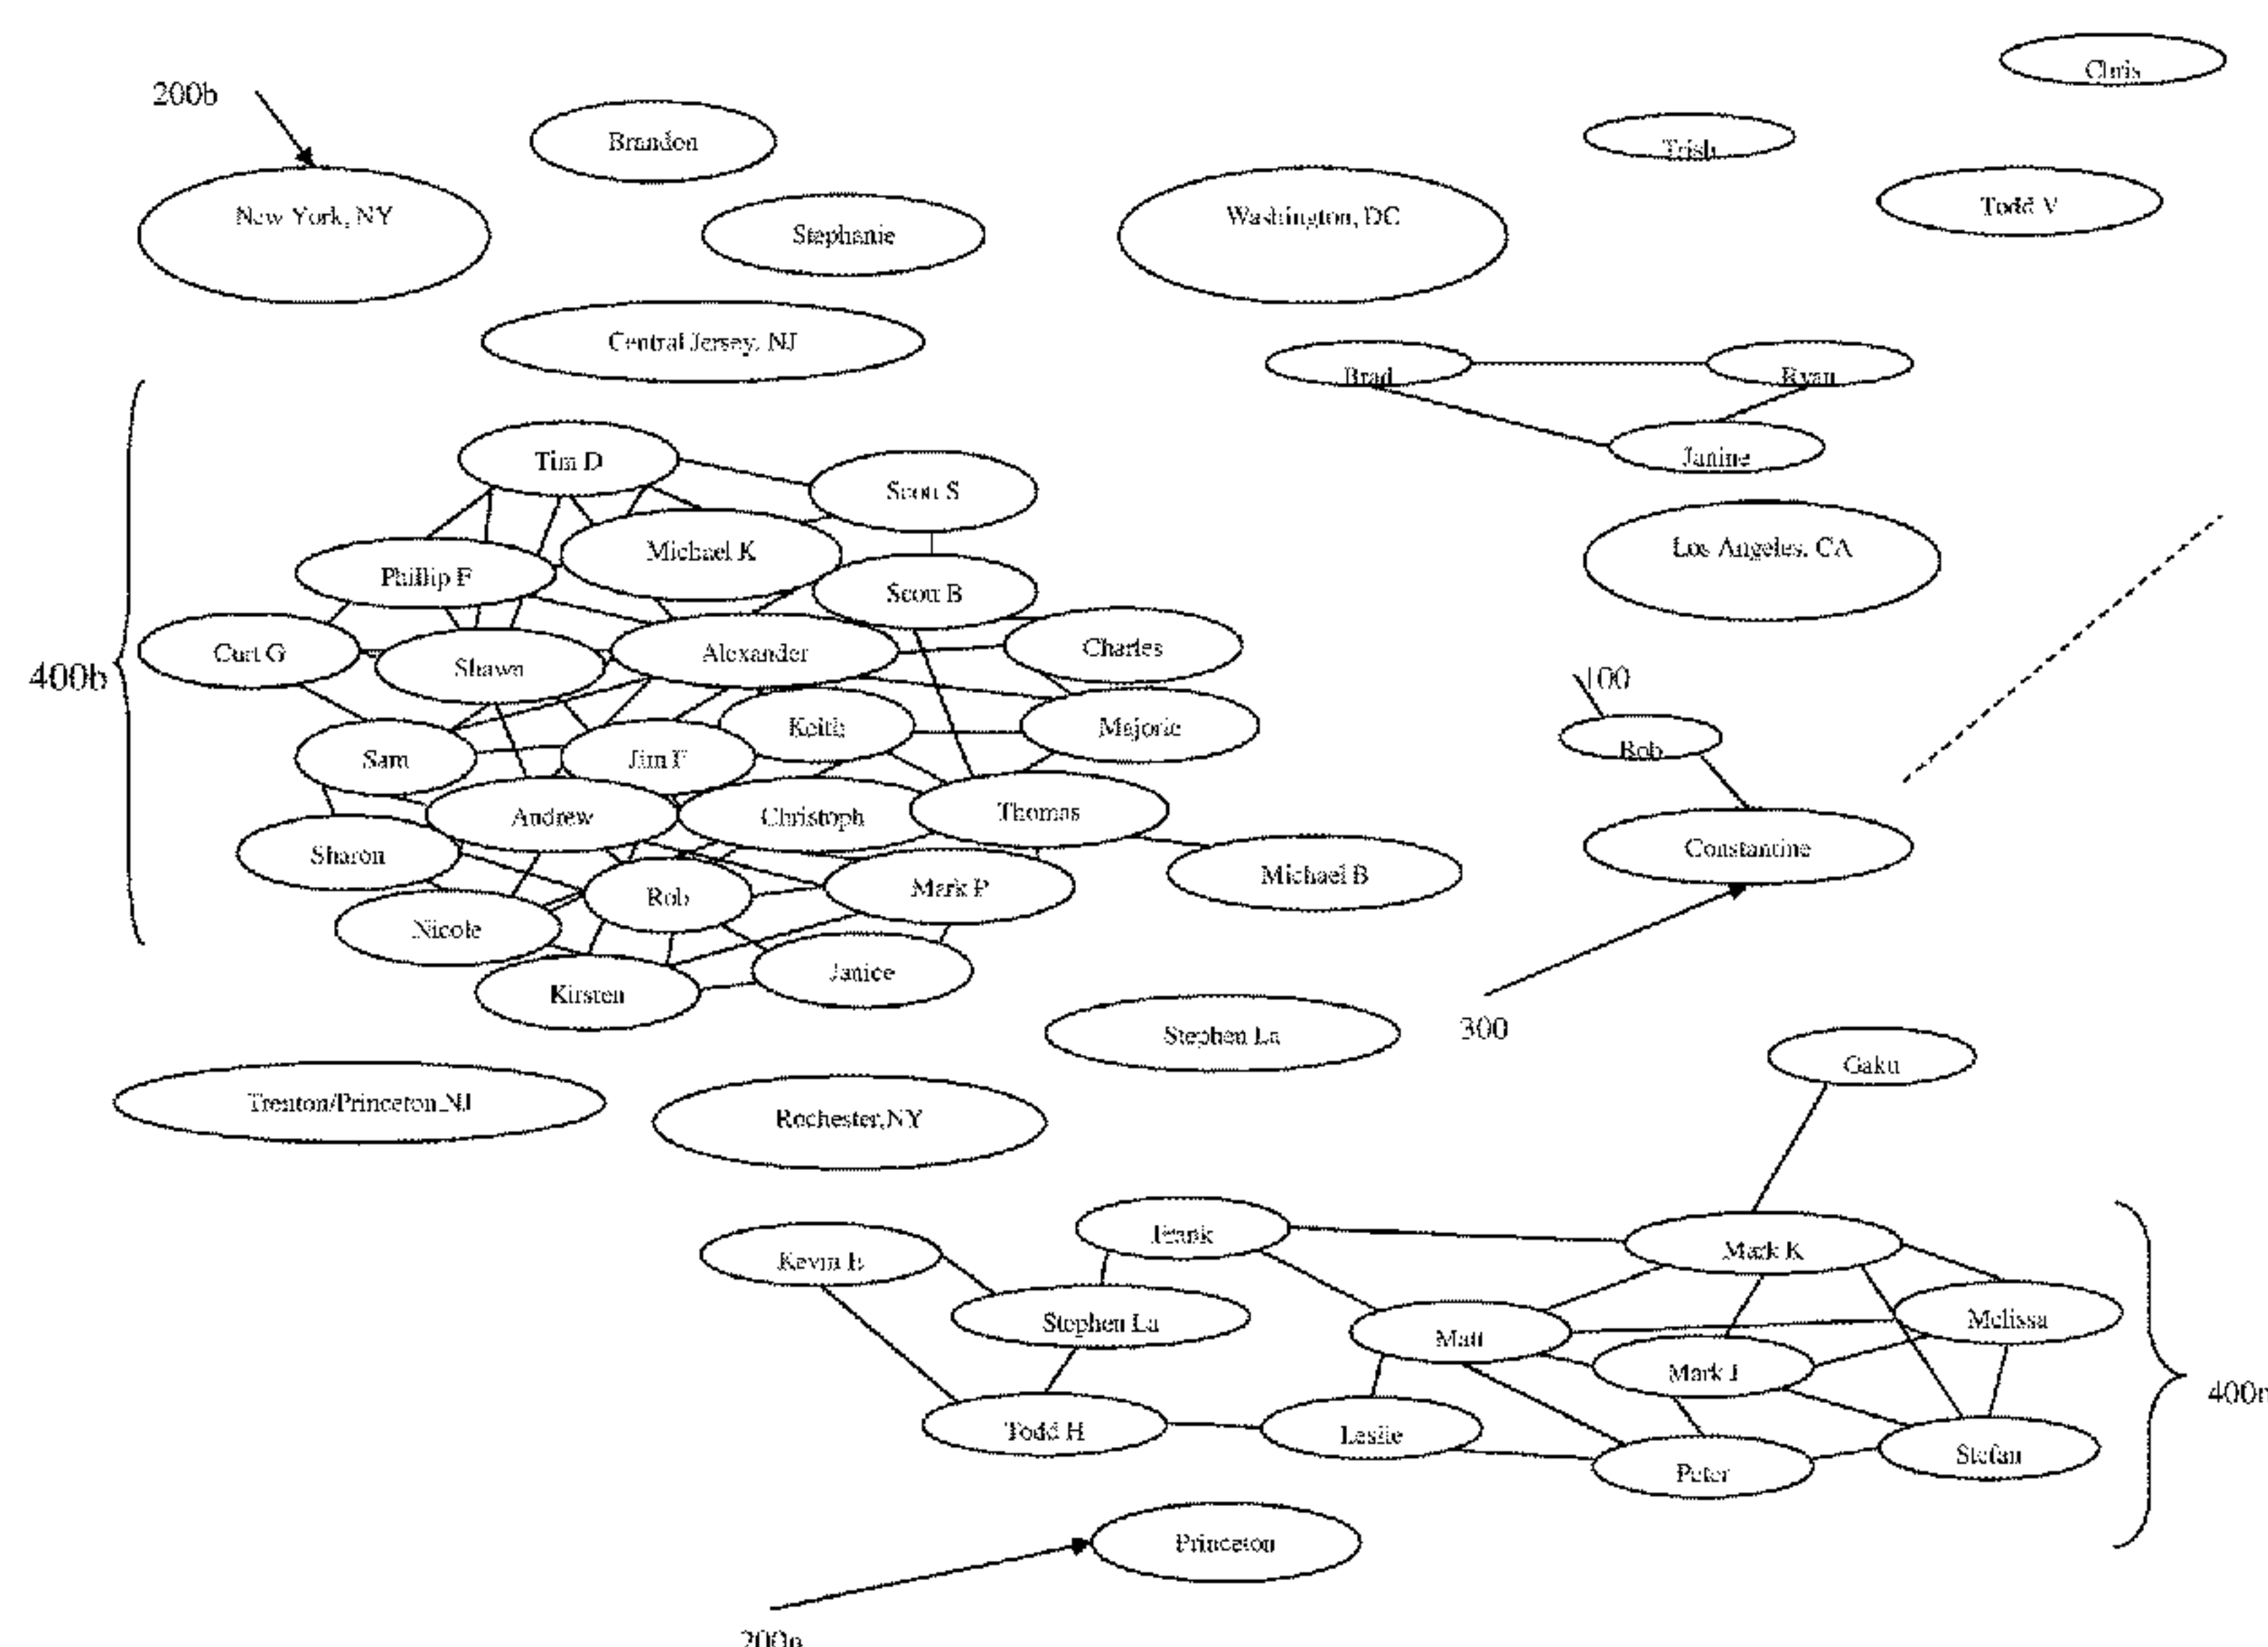 Chris
200b
Brandon
Trish
New York, NY
Stephanie
Washington, DC
Todd V
Central Jersey, NJ
Brad
Ryan
Tim D
Janine
Scott S
Michael K
Los Angeles, CA
Phillip F
Scott B
Curt G
Shawn
Alexander
Charles
400b
100
Keith
Majorie
Rob
Sam
Jim F
Andrew
Christoph
Thomas
Constantine
Sharon
Michael B
Rob
Mark P
Nicole
Janice
Kirsten
300
Stephen La
Gaku
Trenton/Princeton,NJ
Rochester,NY
Frank
Mark K
Kevin
Stephen La
Matt
Melissa
Mark J
400n
Todd H
Leslie
Stefan
Peter
Princeton